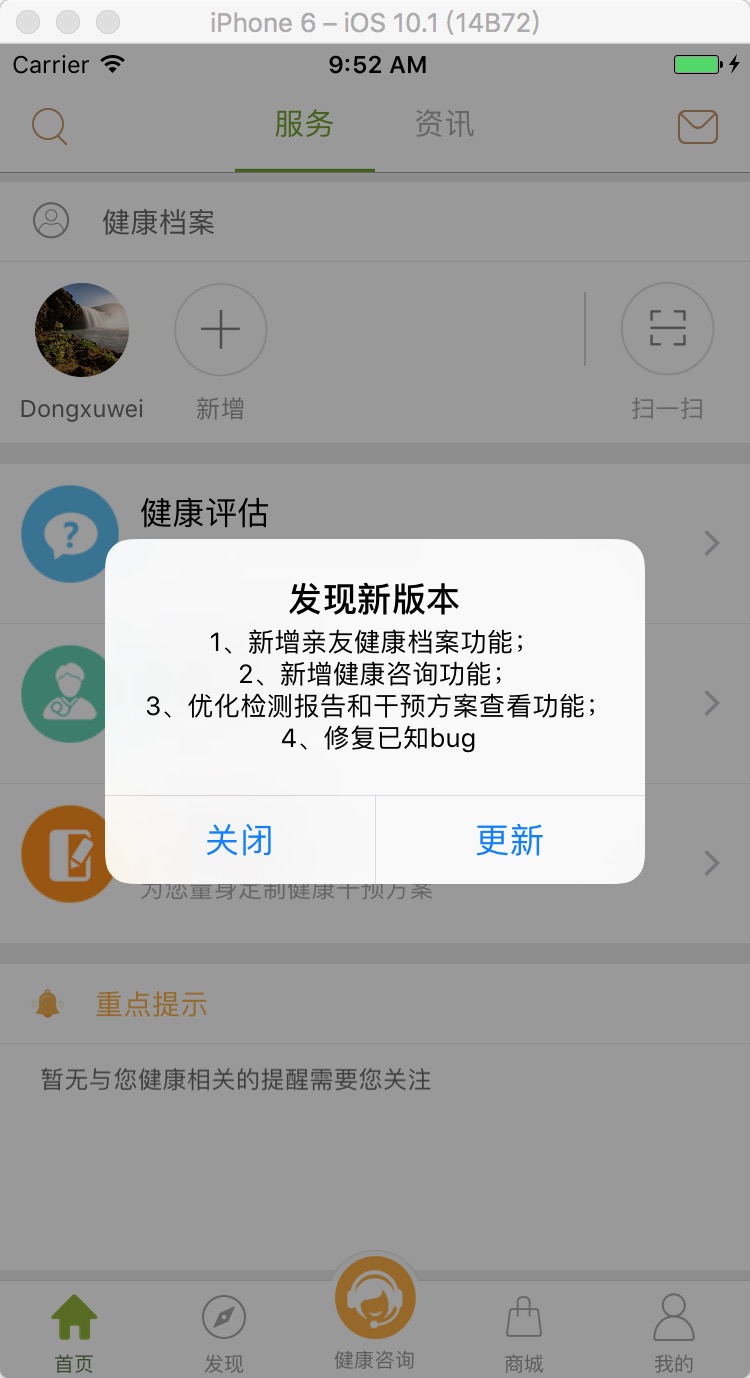 iPhone 6 – iOS 10.1 (14B72)
Carrier 9:52 AM
服务 资讯
健康档案
Dongxuwei 新增 扫一扫
健康评估
发现新版本
1、新增亲友健康档案功能；
2、新增健康咨询功能；
3、优化检测报告和干预方案查看功能；
4、修复已知bug
关闭 更新
为您量身定制健康干预方案
重点提示
暂无与您健康相关的提醒需要您关注
首页 发现 健康咨询 商城 我的